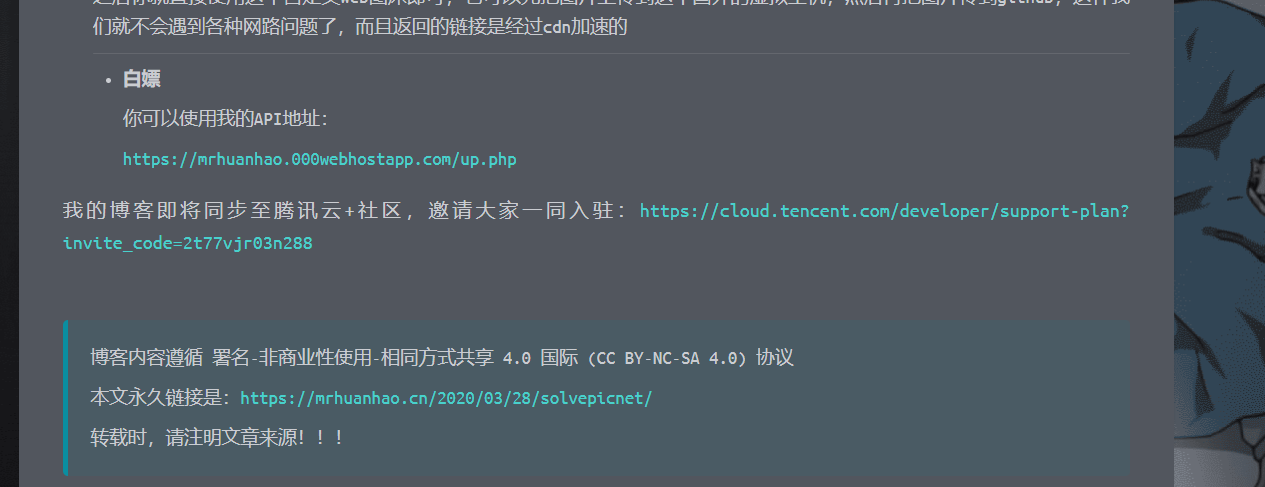 们就不会遇到各种网路问题了，而且返回的链接是经过cdn加速的
白嫖
你可以使用我的API地址：
https://mrhuanhao.000webhostapp.com/up.php
我的博客即将同步至腾讯云+社区，邀请大家一同入驻：https://cloud.tencent.com/developer/support-plan?
invite_code=2t77vjr03n288
博客内容遵循 署名-非商业性使用-相同方式共享 4.0 国际 (CC BY-NC-SA 4.0) 协议
本文永久链接是：https://mrhuanhao.cn/2020/03/28/solvepicnet/
转载时，请注明文章来源！！！